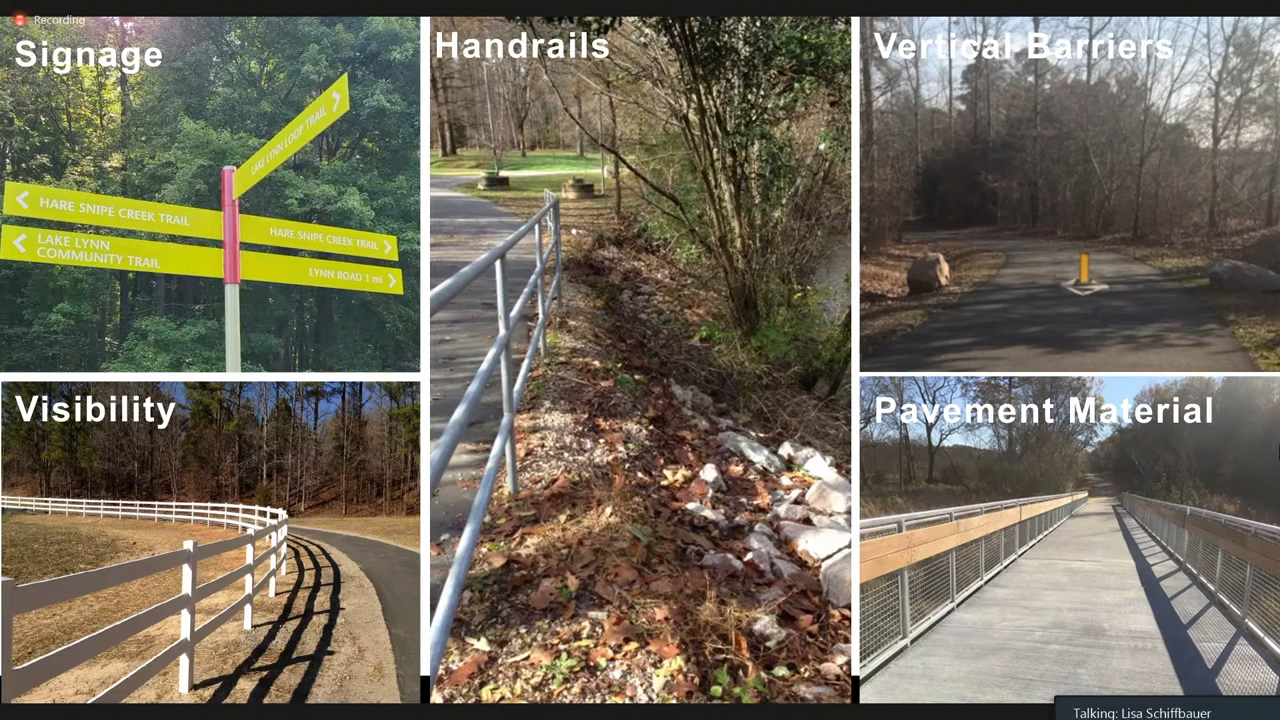 Recording
Signage
LAKE LYNN LOOP TRAIL
HARE SNIPE CREEK TRAIL
HARE SNIPE CREEK TRAIL
LAKE LYNN
COMMUNITY TRAIL
LYNN ROAD 1 mi
Handrails
Vertical Barriers
Visibility
Pavement Material
Talking: Lisa Schiffbauer